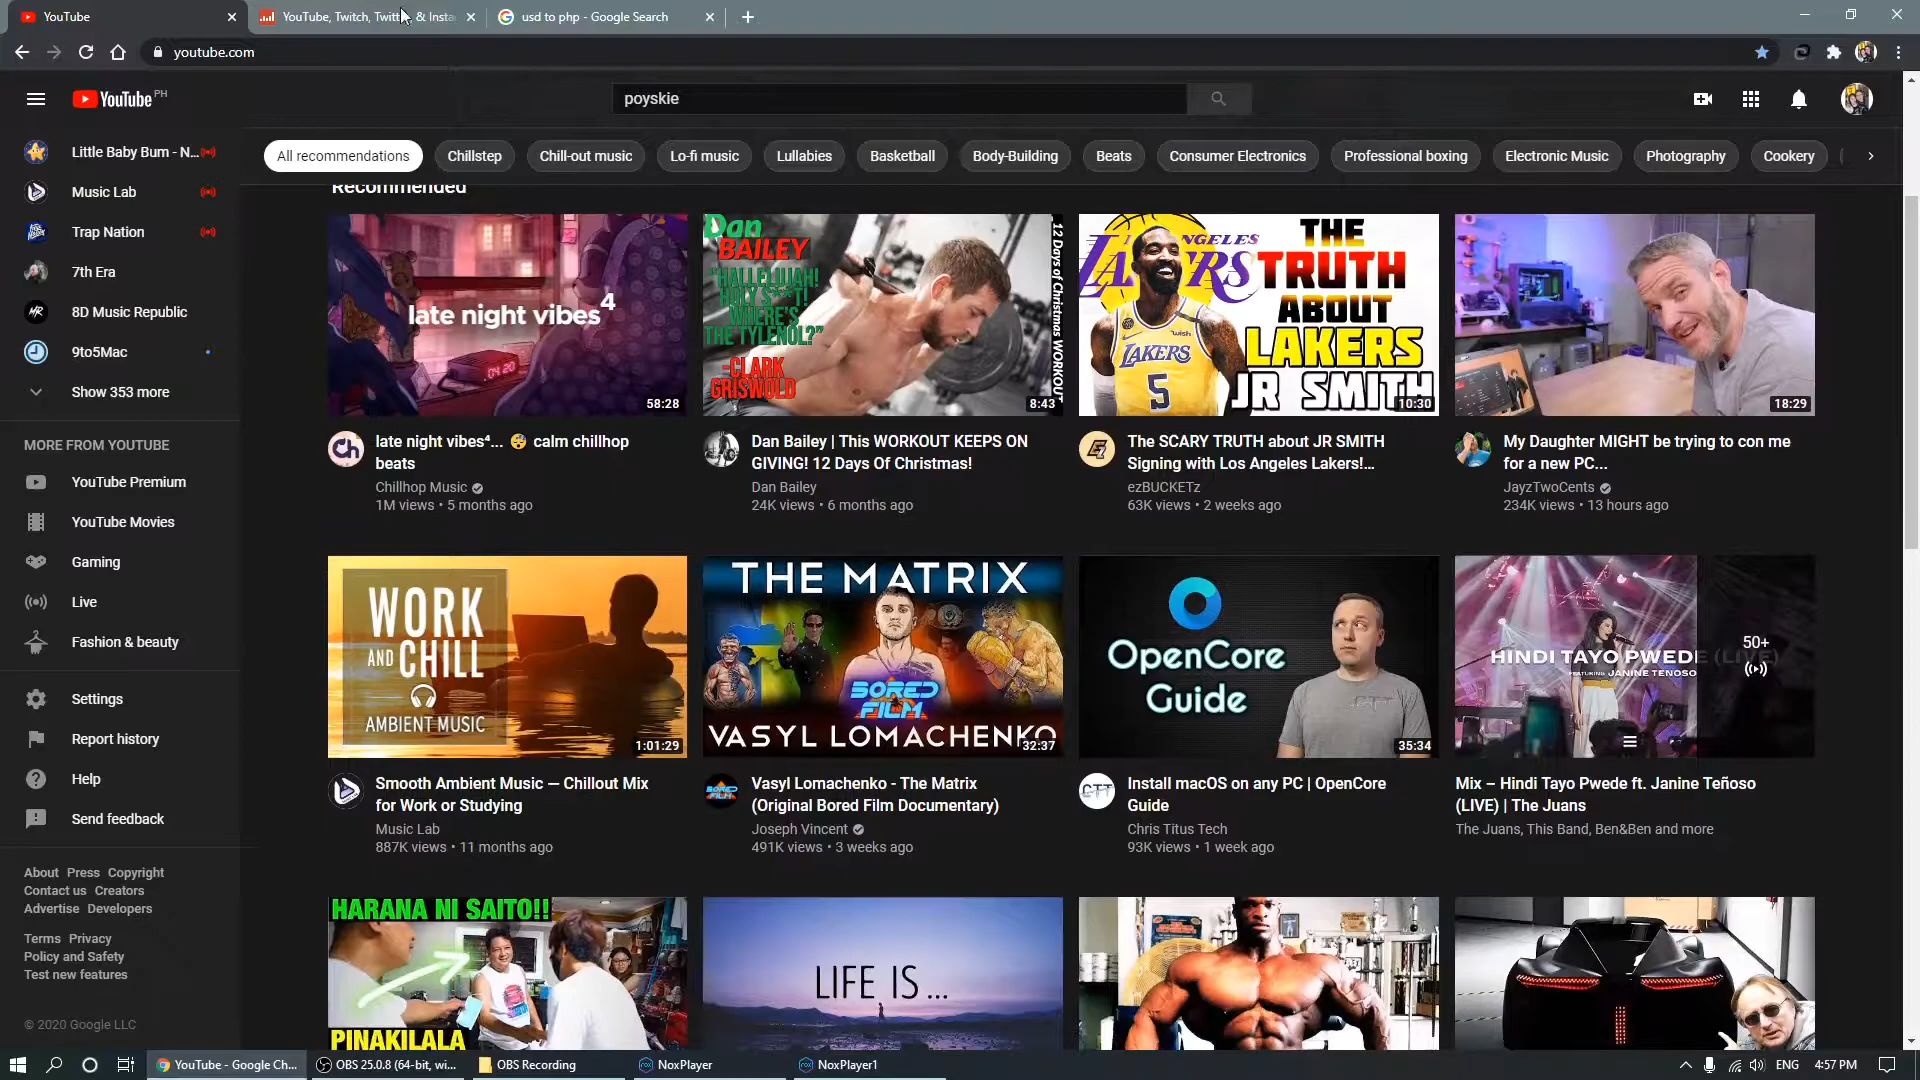 YouTube
YouTube, Twitch, Twitt & Insta
usd to php - Google Search
youtube.com
YouTube PH
poyskie
Little Baby Bum - N...
Music Lab
Trap Nation
7th Era
8D Music Republic
9to5Mac
Show 353 more
MORE FROM YOUTUBE
YouTube Premium
YouTube Movies
Gaming
Live
Fashion & beauty
Settings
Report history
Help
Send feedback
About Press Copyright
Contact us Creators
Advertise Developers
Terms Privacy
Policy and Safety
Test new features
© 2020 Google LLC
All recommendations
Chillstep
Chill-out music
Lo-fi music
Lullabies
Basketball
Body-Building
Beats
Consumer Electronics
Professional boxing
Electronic Music
Photography
Cookery
Recommended
late night vibes4
04 20
58:28
late night vibes⁴... 😴 calm chillhop
beats
Chillhop Music
1M views • 5 months ago
Dan
BAILEY
"HALLELUJAH!
HOLY S**T!
WHERE'S
THE TYLENOL?"
-CLARK
GRISWOLD
12 Days of Christmas WORKOUT
8:43
Dan Bailey | This WORKOUT KEEPS ON
GIVING! 12 Days Of Christmas!
Dan Bailey
24K views • 6 months ago
THE
TRUTH
ABOUT
LAKERS
JR SMITH
wish
LAKERS
5
10:30
The SCARY TRUTH about JR SMITH
Signing with Los Angeles Lakers!...
ezBUCKETz
63K views • 2 weeks ago
18:29
My Daughter MIGHT be trying to con me
for a new PC...
JayzTwoCents
234K views • 13 hours ago
WORK
AND CHILL
AMBIENT MUSIC
1:01:29
Smooth Ambient Music — Chillout Mix
for Work or Studying
Music Lab
887K views • 11 months ago
THE MATRIX
BORED
FILM
VASYL LOMACHENKO
32:37
Vasyl Lomachenko - The Matrix
(Original Bored Film Documentary)
Joseph Vincent
491K views • 3 weeks ago
OpenCore
Guide
CTT
35:34
Install macOS on any PC | OpenCore
Guide
Chris Titus Tech
93K views • 1 week ago
HINDI TAYO PWEDE (LIVE)
FEATURING JANINE TENOSO
50+
Mix – Hindi Tayo Pwede ft. Janine Teñoso
(LIVE) | The Juans
The Juans, This Band, Ben&Ben and more
HARANA NI SAITO!!
PINAKILALA
LIFE IS ...
YouTube - Google Ch...
OBS 25.0.8 (64-bit, wi...
OBS Recording
NoxPlayer
NoxPlayer1
ENG
4:57 PM